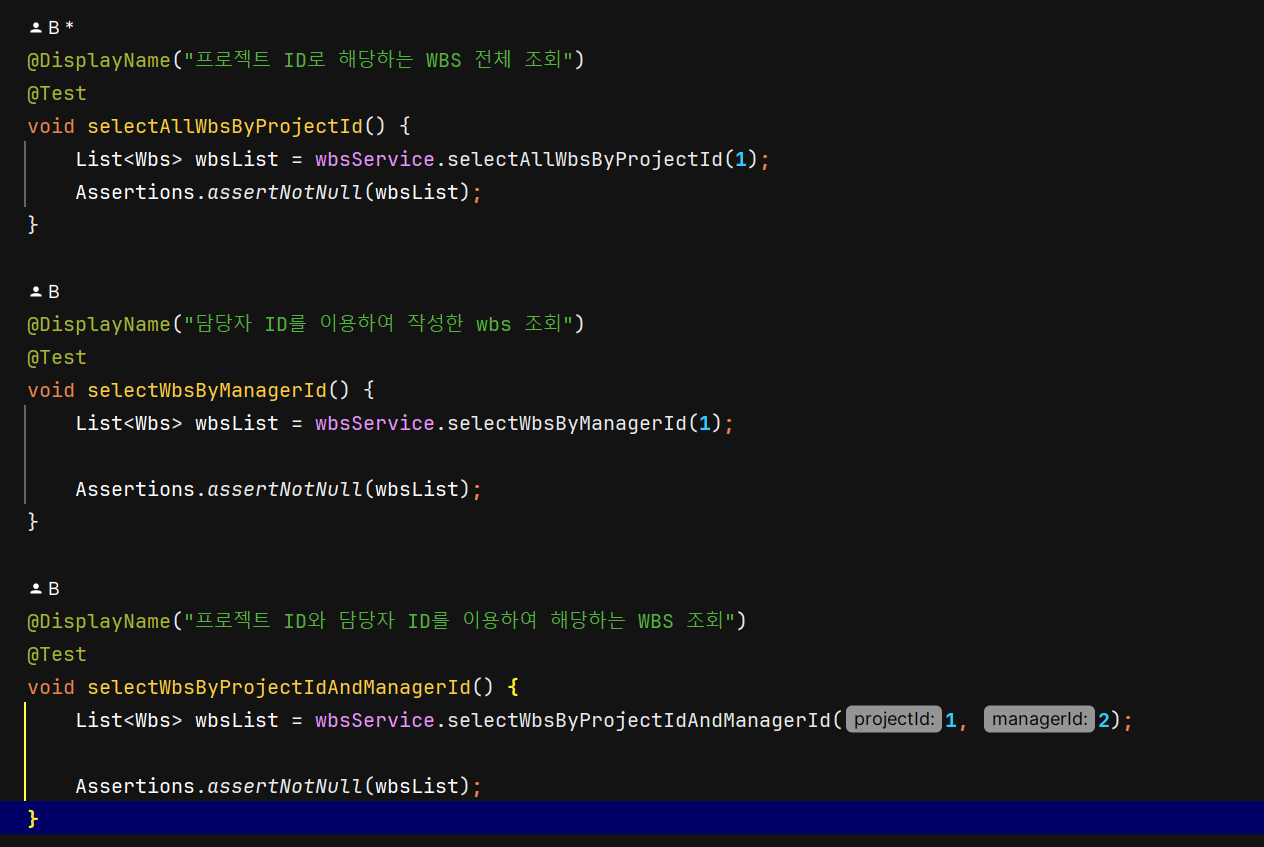 B *
@DisplayName("프로젝트 ID로 해당하는 WBS 전체 조회")
@Test
void selectAllWbsByProjectId() {
List<Wbs> wbsList = wbsService.selectAllWbsByProjectId(1);
Assertions.assertNotNull(wbsList);
}
B
@DisplayName("담당자 ID를 이용하여 작성한 wbs 조회")
@Test
void selectWbsByManagerId() {
List<Wbs> wbsList = wbsService.selectWbsByManagerId(1);
Assertions.assertNotNull(wbsList);
}
B
@DisplayName("프로젝트 ID와 담당자 ID를 이용하여 해당하는 WBS 조회")
@Test
void selectWbsByProjectIdAndManagerId() {
List<Wbs> wbsList = wbsService.selectWbsByProjectIdAndManagerId( projectId: 1, managerId: 2);
Assertions.assertNotNull(wbsList);
}